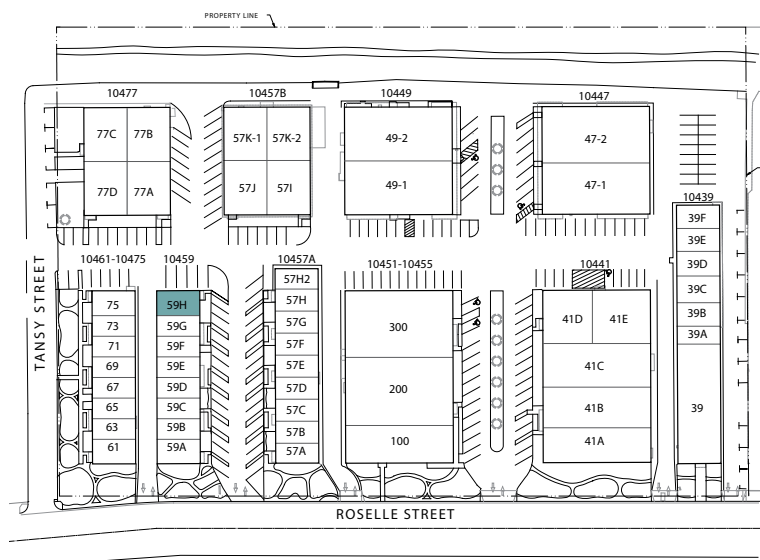 PROPERTY LINE
10477
10457B
10449
10447
77C
77B
77D
77A
57K-1
57K-2
57J
57I
49-2
49-1
47-2
47-1
10439
39F
39E
39D
39C
39B
39A
39
TANSY STREET
10461-10475
75
73
71
69
67
65
63
61
10459
59H
59G
59F
59E
59D
59C
59B
59A
10457A
57H2
57H
57G
57F
57E
57D
57C
57B
57A
10451-10455
300
200
100
10441
41D
41E
41C
41B
41A
ROSELLE STREET